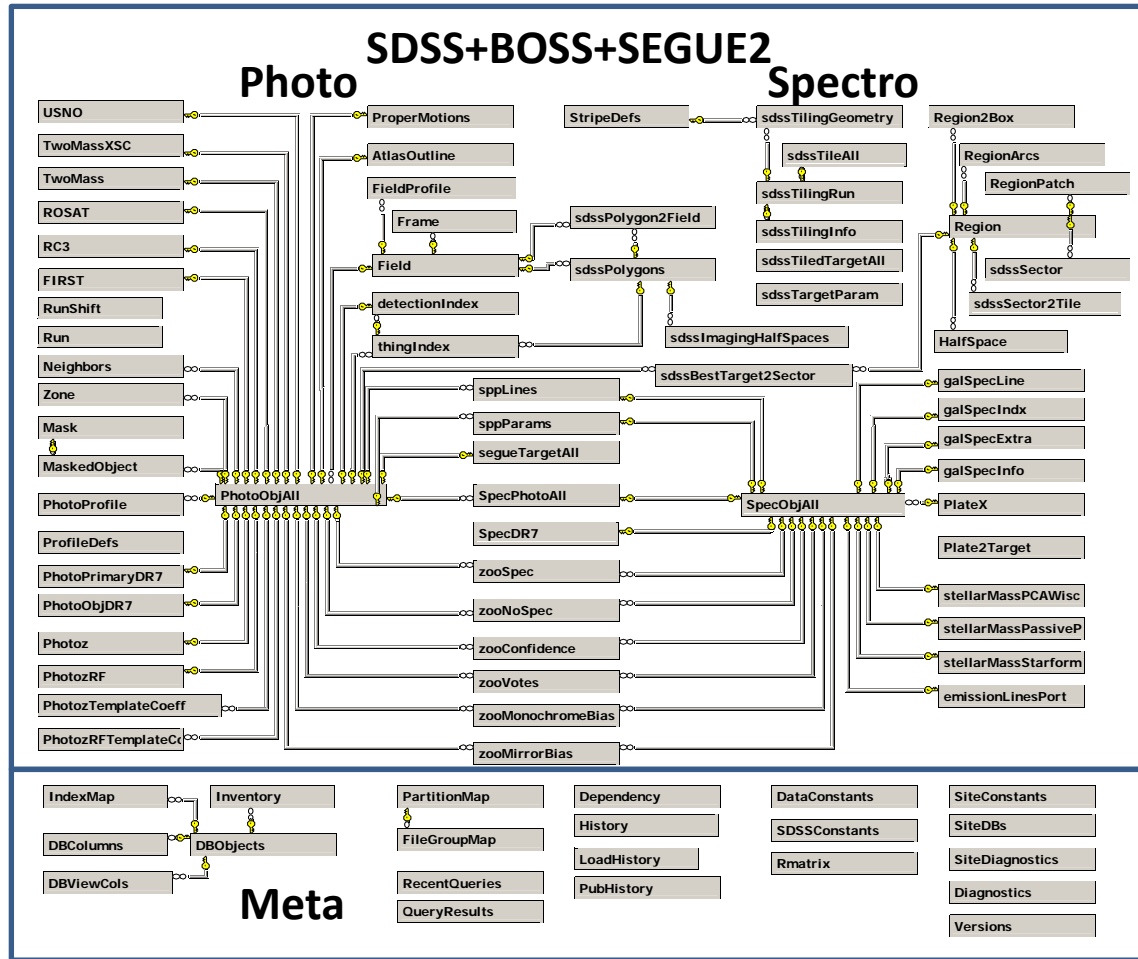 SDSS+BOSS+SEGUE2
Photo
Spectro
USNO
TwoMassXSC
TwoMass
ROSAT
RC3
FIRST
RunShift
Run
Neighbors
Zone
Mask
MaskedObject
PhotoProfile
ProfileDefs
PhotoPrimaryDR7
PhotoObjDR7
Photoz
PhotozRF
PhotozTemplateCoeff
PhotozRFTemplateCo
PhotoObjAll
ProperMotions
AtlasOutline
FieldProfile
Frame
Field
detectionIndex
thingIndex
sdssPolygon2Field
sdssPolygons
sdssImagingHalfSpaces
sdssBestTarget2Sector
sppLines
sppParams
segueTargetAll
SpecPhotoAll
SpecDR7
zooSpec
zooNoSpec
zooConfidence
zooVotes
zooMonochromeBias
zooMirrorBias
StripeDefs
sdssTilingGeometry
sdssTileAll
sdssTilingRun
sdssTilingInfo
sdssTiledTargetAll
sdssTargetParam
Region2Box
RegionArcs
RegionPatch
Region
sdssSector
sdssSector2Tile
HalfSpace
SpecObjAll
galSpecLine
galSpecIndx
galSpecExtra
galSpecInfo
PlateX
Plate2Target
stellarMassPCAWisc
stellarMassPassiveP
stellarMassStarform
emissionLinesPort
IndexMap
Inventory
DBColumns
DBObjects
DBViewCols
Meta
PartitionMap
FileGroupMap
RecentQueries
QueryResults
Dependency
History
LoadHistory
PubHistory
DataConstants
SDSSConstants
Rmatrix
SiteConstants
SiteDBs
SiteDiagnostics
Diagnostics
Versions